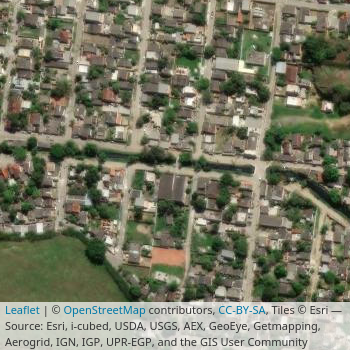 Leaflet | © OpenStreetMap contributors, CC-BY-SA, Tiles © Esri —
Source: Esri, i-cubed, USDA, USGS, AEX, GeoEye, Getmapping,
Aerogrid, IGN, IGP, UPR-EGP, and the GIS User Community